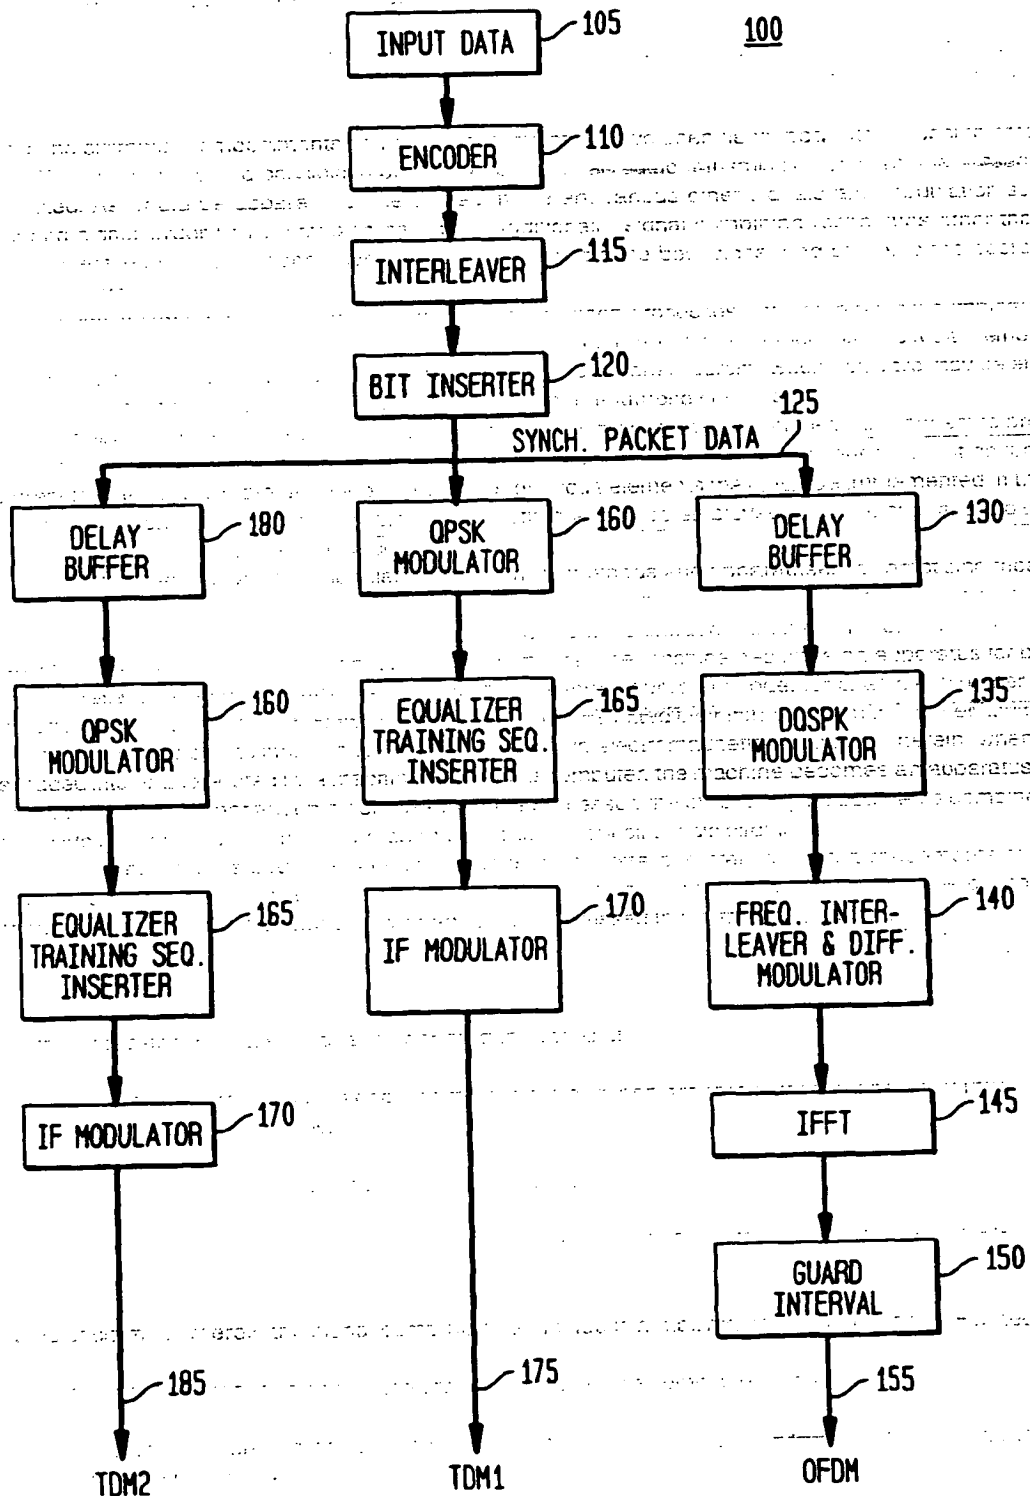 INPUT DATA
105
100
ENCODER
110
INTERLEAVER
115
BIT INSERTER
120
SYNCH. PACKET DATA
125
DELAY
BUFFER
180
QPSK
MODULATOR
160
DELAY
BUFFER
130
QPSK
MODULATOR
160
EQUALIZER
TRAINING SEQ.
INSERTER
165
DQSPK
MODULATOR
135
EQUALIZER
TRAINING SEQ.
INSERTER
165
IF MODULATOR
170
FREQ. INTER-
LEAVER & DIFF.
MODULATOR
140
IF MODULATOR
170
IFFT
145
GUARD
INTERVAL
150
185
175
155
TDM2
TDM1
OFDM